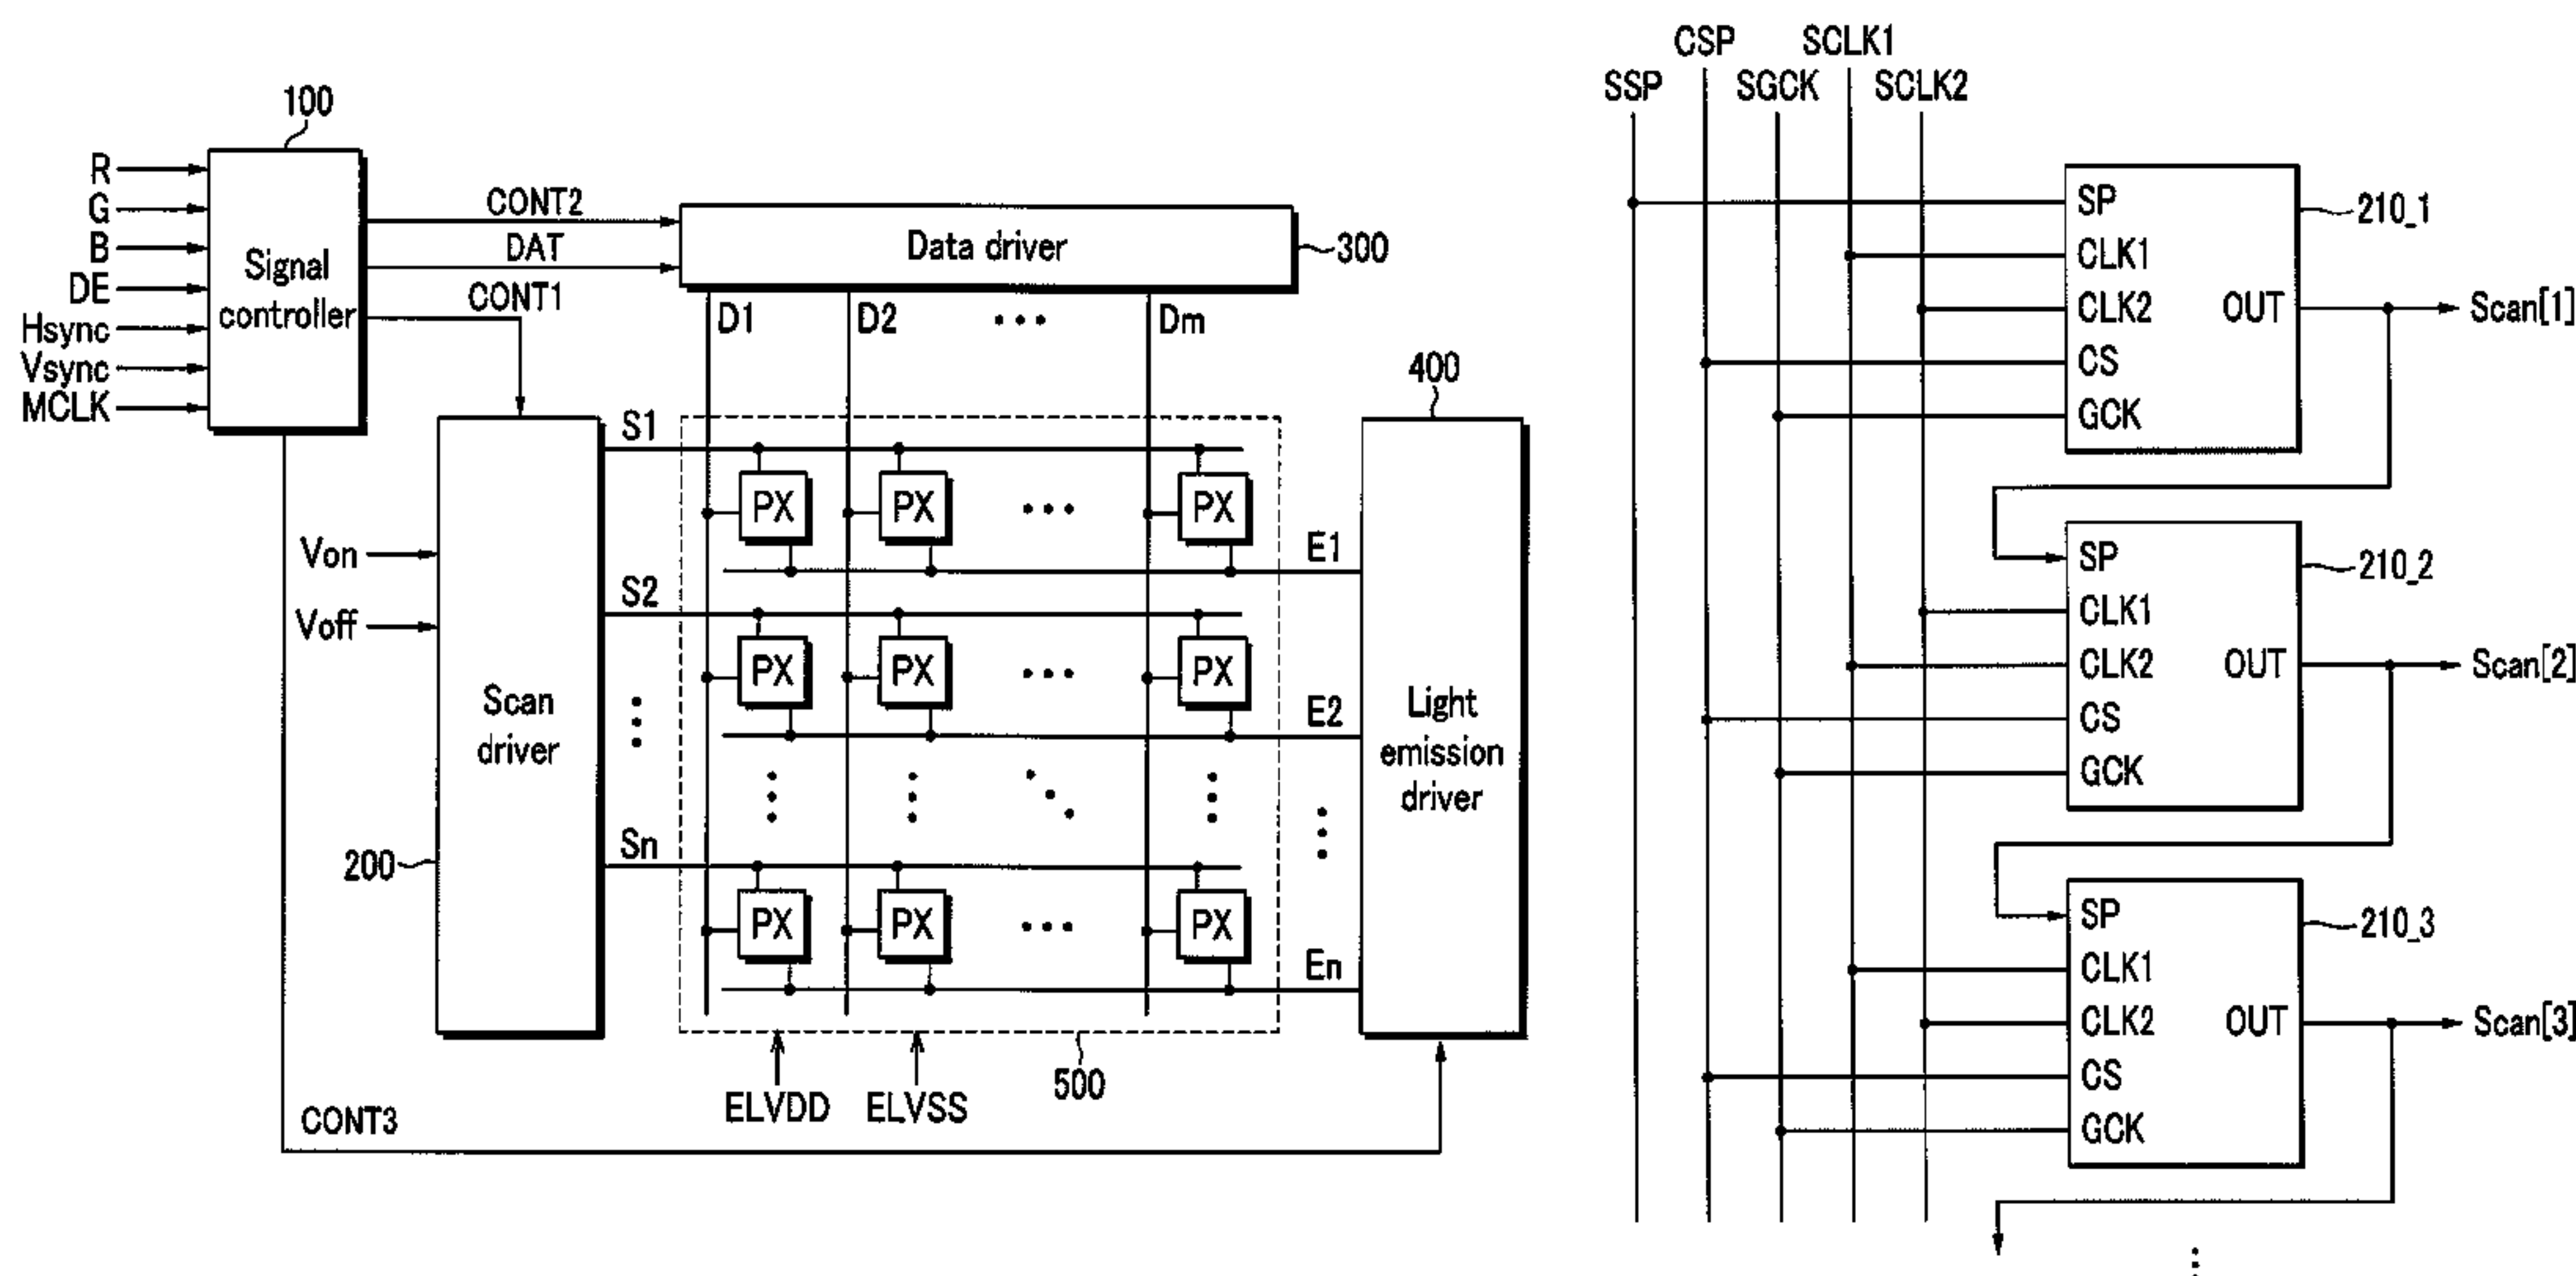 100
R
G
B
DE
Hsync
Vsync
MCLK
Signal
controller
CONT2
DAT
CONT1
Data driver
300
D1
D2
Dm
400
S1
PX
PX
PX
E1
Von
Voff
S2
PX
PX
PX
E2
Scan
driver
Light
emission
driver
200
Sn
PX
PX
PX
En
ELVDD
ELVSS
500
CONT3
CSP
SCLK1
SSP
SGCK
SCLK2
SP
CLK1
CLK2
CS
GCK
OUT
210_1
Scan[1]
SP
CLK1
CLK2
CS
GCK
OUT
210_2
Scan[2]
SP
CLK1
CLK2
CS
GCK
OUT
210_3
Scan[3]